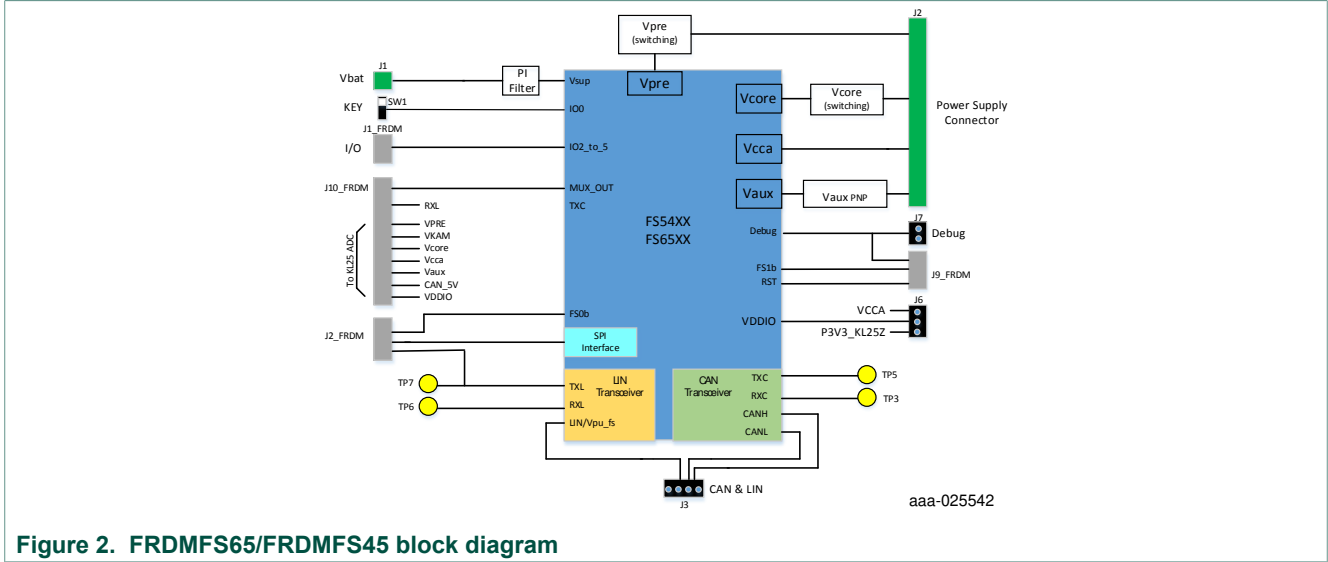 J2
Vpre
(switching)
J1
Vbat
PI
Filter
Vsup
Vpre
KEY
SW1
IO0
Vcore
Vcore
(switching)
Power Supply
Connector
J1_FRDM
I/O
IO2_to_5
Vcca
J10_FRDM
MUX_OUT
Vaux
Vaux PNP
RXL
TXC
To KL25 ADC
VPRE
VKAM
Vcore
Vcca
Vaux
CAN_5V
VDDIO
FS54XX
FS65XX
J7
Debug
Debug
FS1b
RST
J9_FRDM
J6
VCCA
VDDIO
P3V3_KL25Z
FS0b
J2_FRDM
SPI
Interface
TP7
TXL
LIN
Transceiver
CAN
Transceiver
TXC
TP5
TP6
RXL
RXC
TP3
LIN/Vpu_fs
CANH
CANL
CAN & LIN
J3
aaa-025542
Figure 2. FRDMFS65/FRDMFS45 block diagram